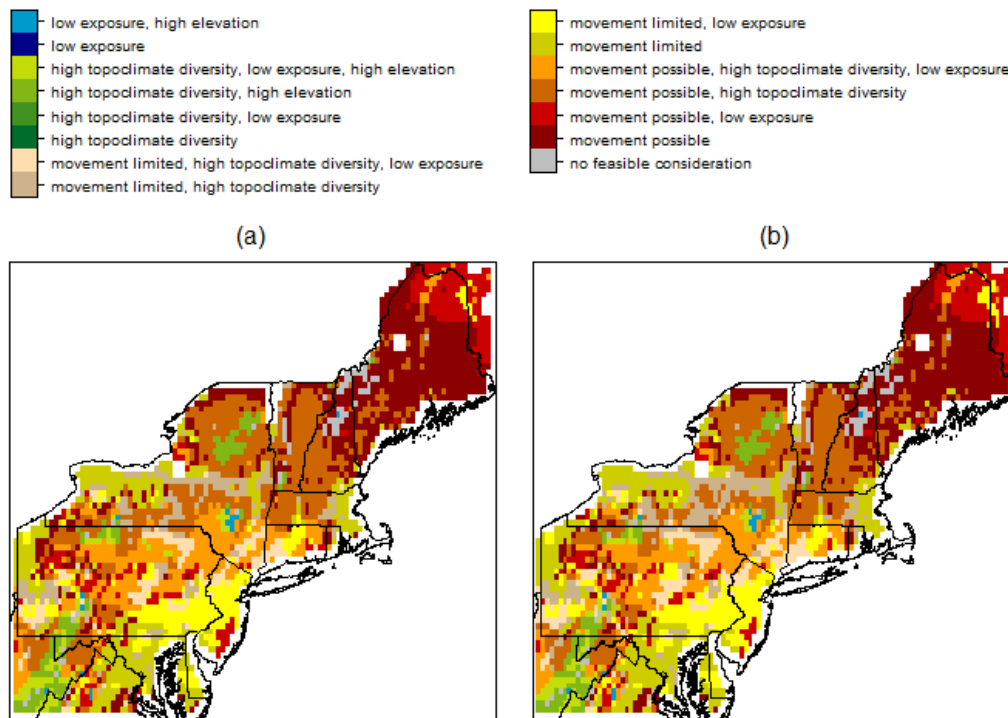 low exposure, high elevation
low exposure
high topoclimate diversity, low exposure, high elevation
high topoclimate diversity, high elevation
high topoclimate diversity, low exposure
high topoclimate diversity
movement limited, high topoclimate diversity, low exposure
movement limited, high topoclimate diversity
movement limited, low exposure
movement limited
movement possible, high topoclimate diversity, low exposure
movement possible, high topoclimate diversity
movement possible, low exposure
movement possible
no feasible consideration
(a)
(b)